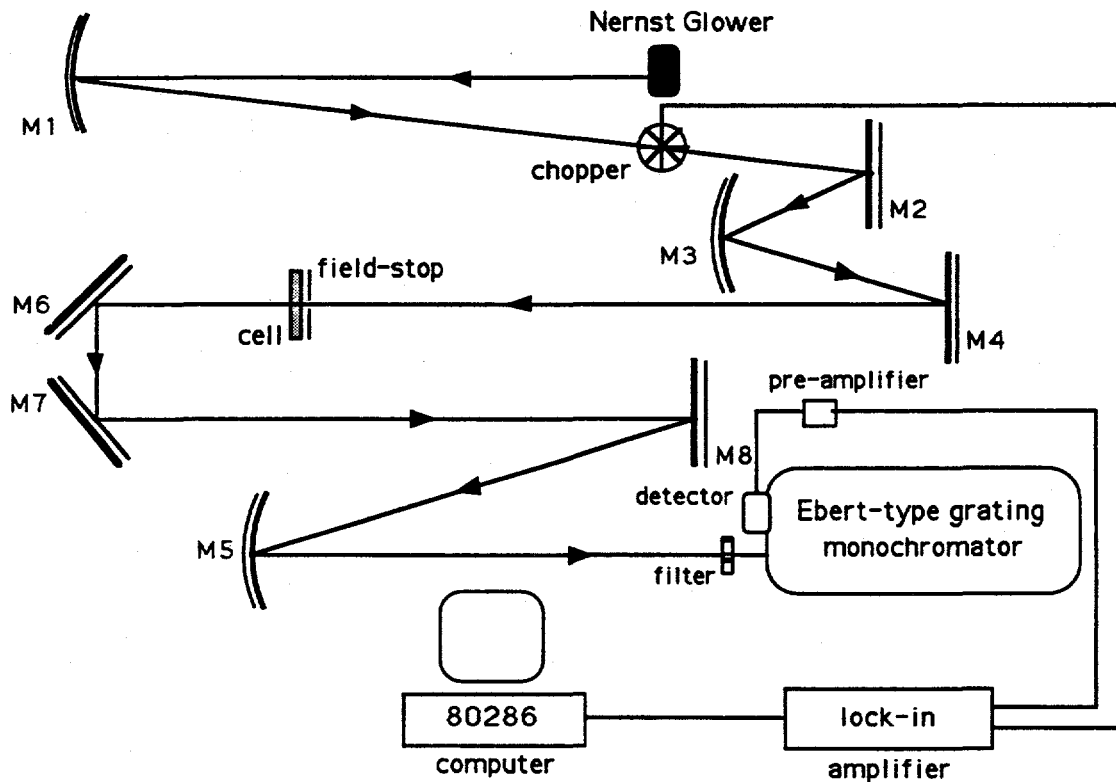 Nernst Glower
M1
chopper
M2
M3
field-stop
M6
cell
M4
M7
pre-amplifier
M8
detector
Ebert-type grating
monochromator
M5
filter
80286
lock-in
computer
amplifier